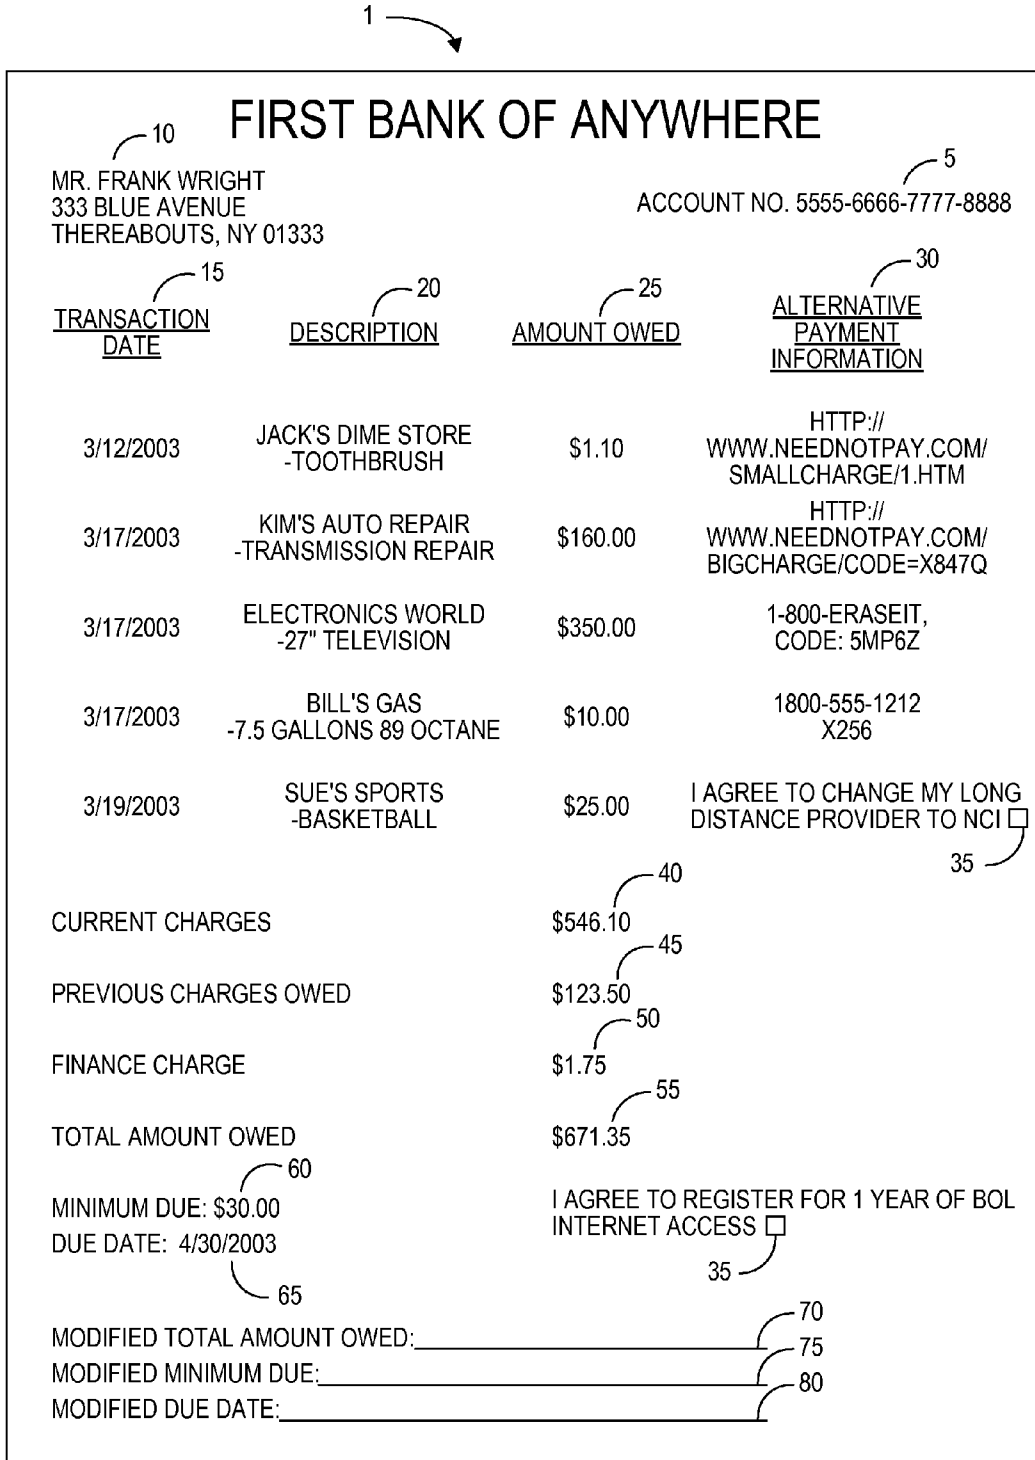 1
FIRST BANK OF ANYWHERE
10
MR. FRANK WRIGHT
333 BLUE AVENUE
THEREABOUTS, NY 01333
5
ACCOUNT NO. 5555-6666-7777-8888
15
TRANSACTION
DATE
20
DESCRIPTION
25
AMOUNT OWED
30
ALTERNATIVE
PAYMENT
INFORMATION
3/12/2003
JACK'S DIME STORE
-TOOTHBRUSH
$1.10
HTTP://
WWW.NEEDNOTPAY.COM/
SMALLCHARGE/1.HTM
3/17/2003
KIM'S AUTO REPAIR
-TRANSMISSION REPAIR
$160.00
HTTP://
WWW.NEEDNOTPAY.COM/
BIGCHARGE/CODE=X847Q
3/17/2003
ELECTRONICS WORLD
-27" TELEVISION
$350.00
1-800-ERASEIT,
CODE: 5MP6Z
3/17/2003
BILL'S GAS
-7.5 GALLONS 89 OCTANE
$10.00
1800-555-1212
X256
3/19/2003
SUE'S SPORTS
-BASKETBALL
$25.00
I AGREE TO CHANGE MY LONG
DISTANCE PROVIDER TO NCI
35
40
CURRENT CHARGES $546.10
45
PREVIOUS CHARGES OWED $123.50
50
FINANCE CHARGE $1.75
55
TOTAL AMOUNT OWED $671.35
60
MINIMUM DUE: $30.00
DUE DATE: 4/30/2003
65
I AGREE TO REGISTER FOR 1 YEAR OF BOL
INTERNET ACCESS
35
70
MODIFIED TOTAL AMOUNT OWED:
75
MODIFIED MINIMUM DUE:
80
MODIFIED DUE DATE: